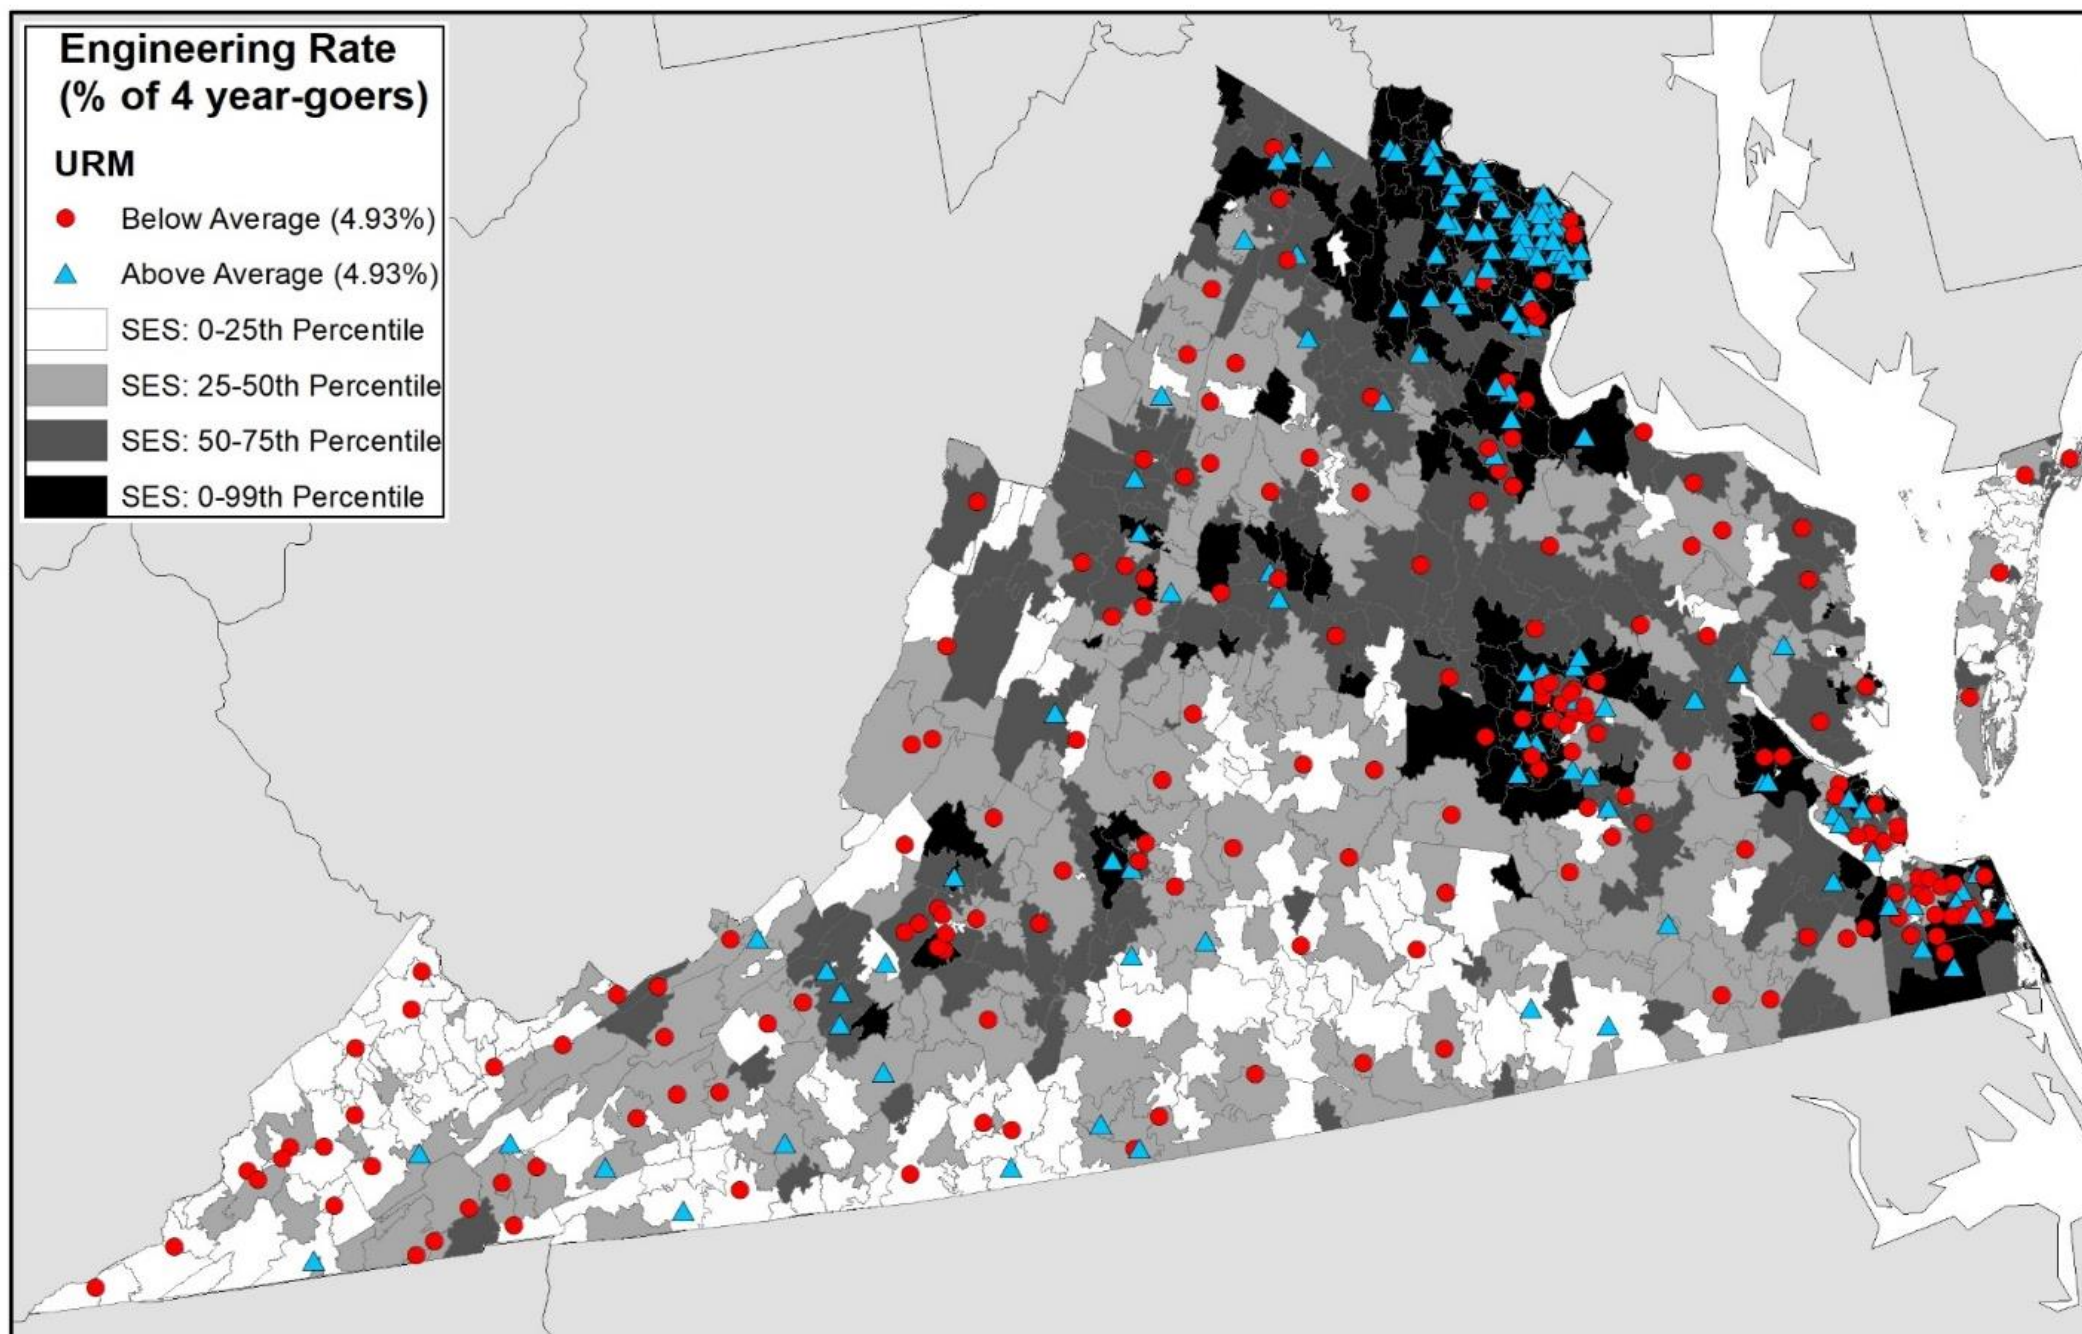 Engineering Rate
(% of 4 year-goers)
URM
Below Average (4.93%)
Above Average (4.93%)
SES: 0-25th Percentile
SES: 25-50th Percentile
SES: 50-75th Percentile
SES: 0-99th Percentile